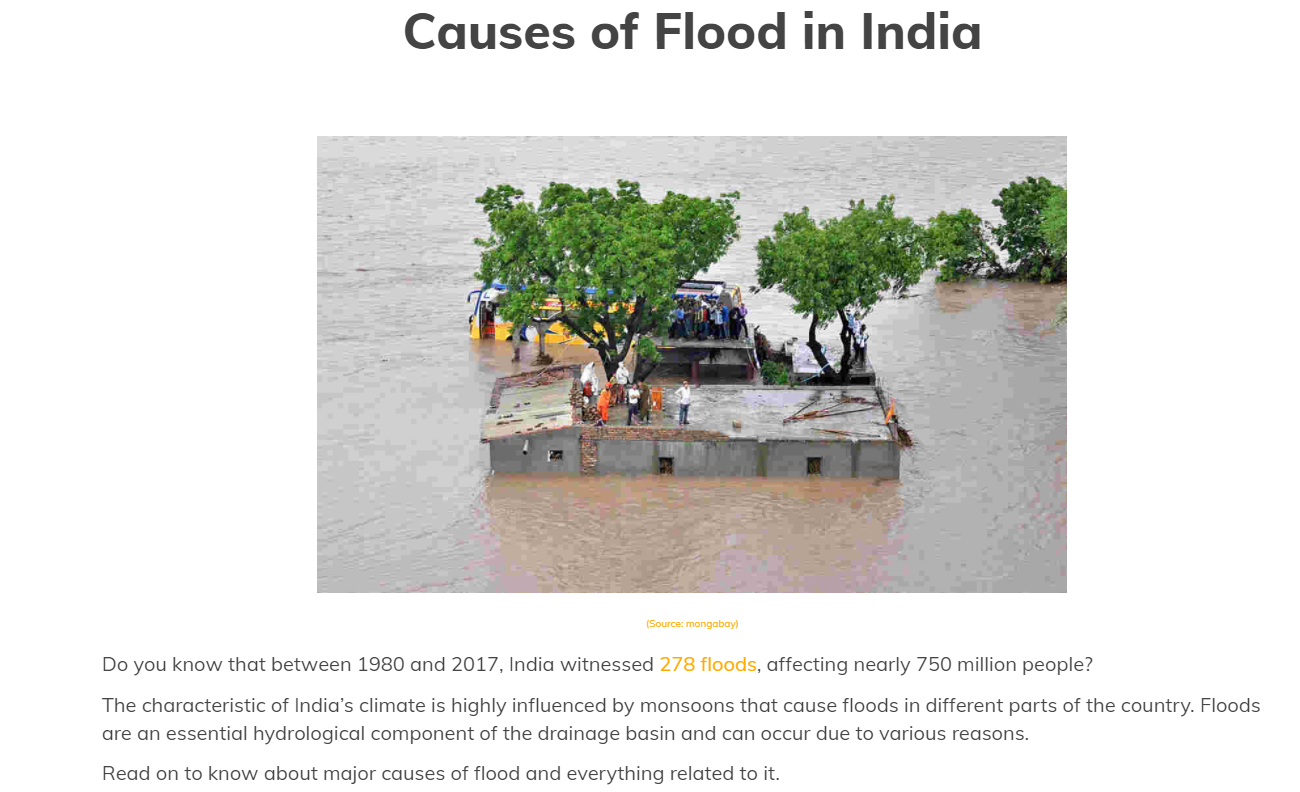 Causes of Flood in India
(Source: mongabay)
Do you know that between 1980 and 2017, India witnessed 278 floods, affecting nearly 750 million people?
The characteristic of India’s climate is highly influenced by monsoons that cause floods in different parts of the country. Floods
are an essential hydrological component of the drainage basin and can occur due to various reasons.
Read on to know about major causes of flood and everything related to it.